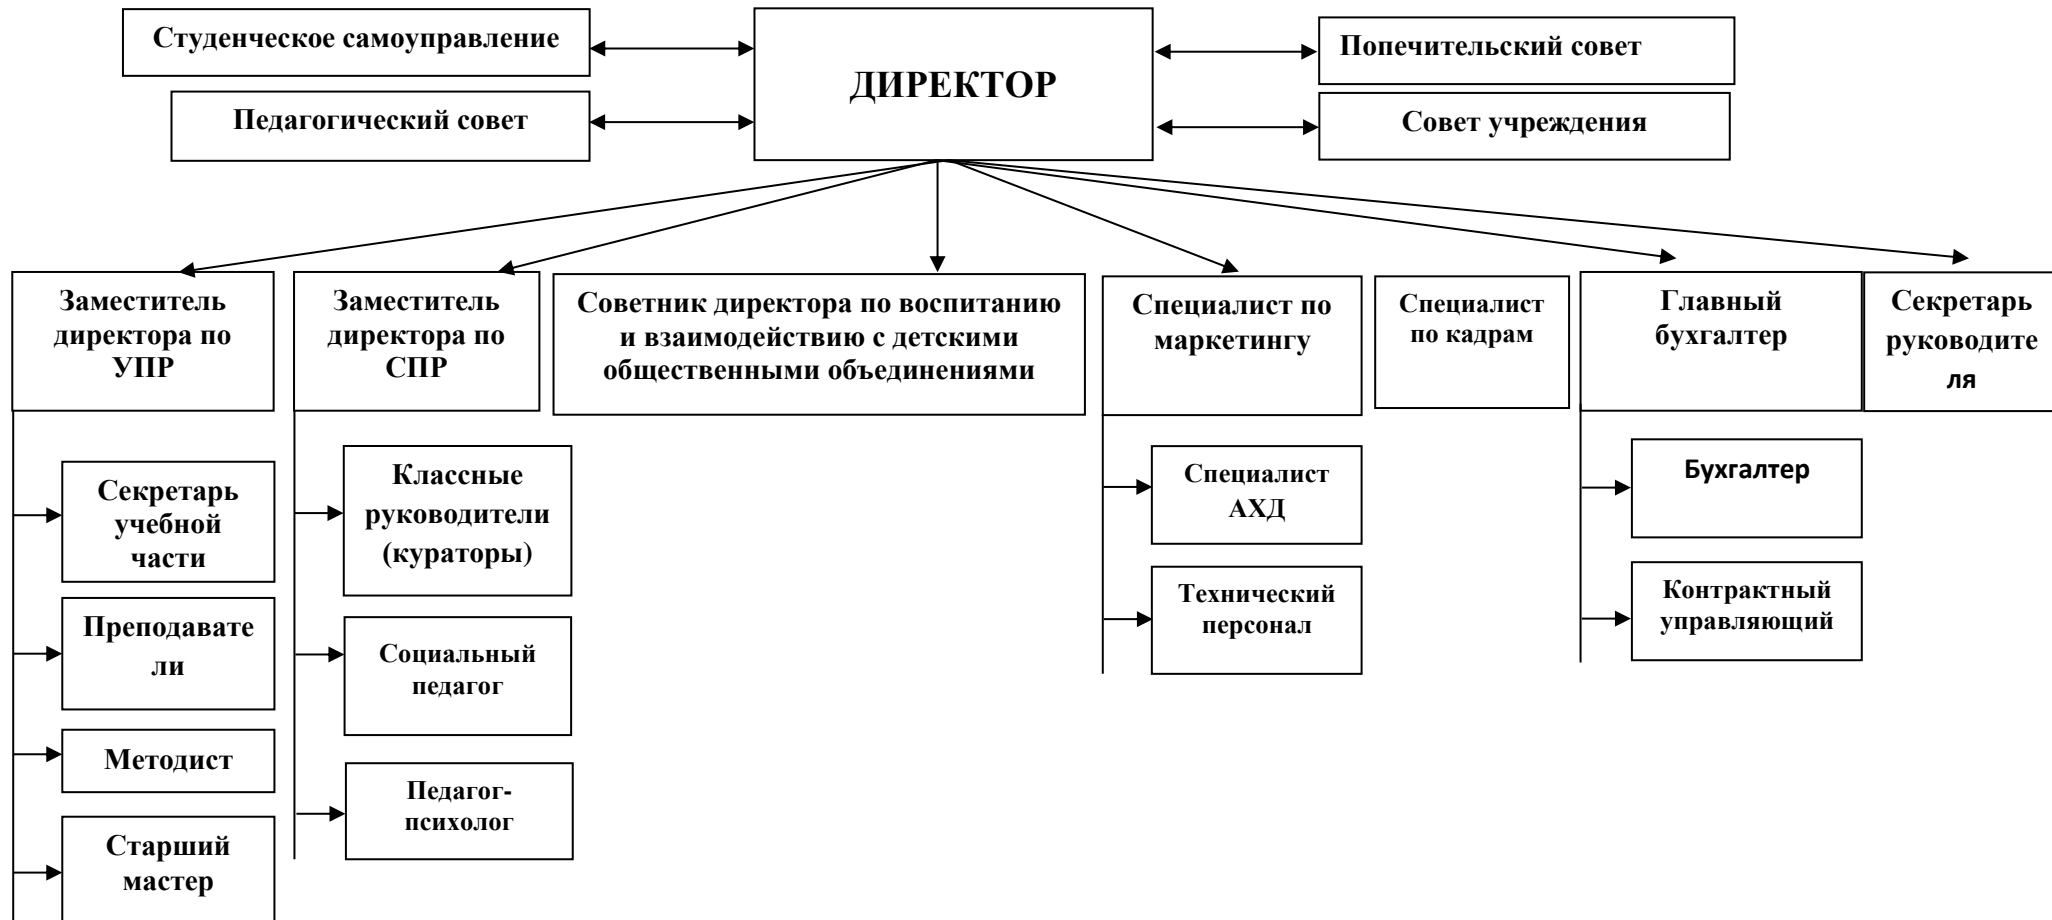 Студенческое самоуправление
ДИРЕКТОР
Попечительский совет
Педагогический совет
Совет учреждения
Заместитель
директора по
УПР
Заместитель
директора по
СПР
Советник директора по воспитанию
и взаимодействию с детскими
общественными объединениями
Специалист по
маркетингу
Специалист
по кадрам
Главный
бухгалтер
Секретарь
руководите
ля
Секретарь
учебной
части
Преподавате
ли
Методист
Старший
мастер
Классные
руководители
(кураторы)
Социальный
педагог
Педагог-
психолог
Специалист
АХД
Технический
персонал
Бухгалтер
Контрактный
управляющий